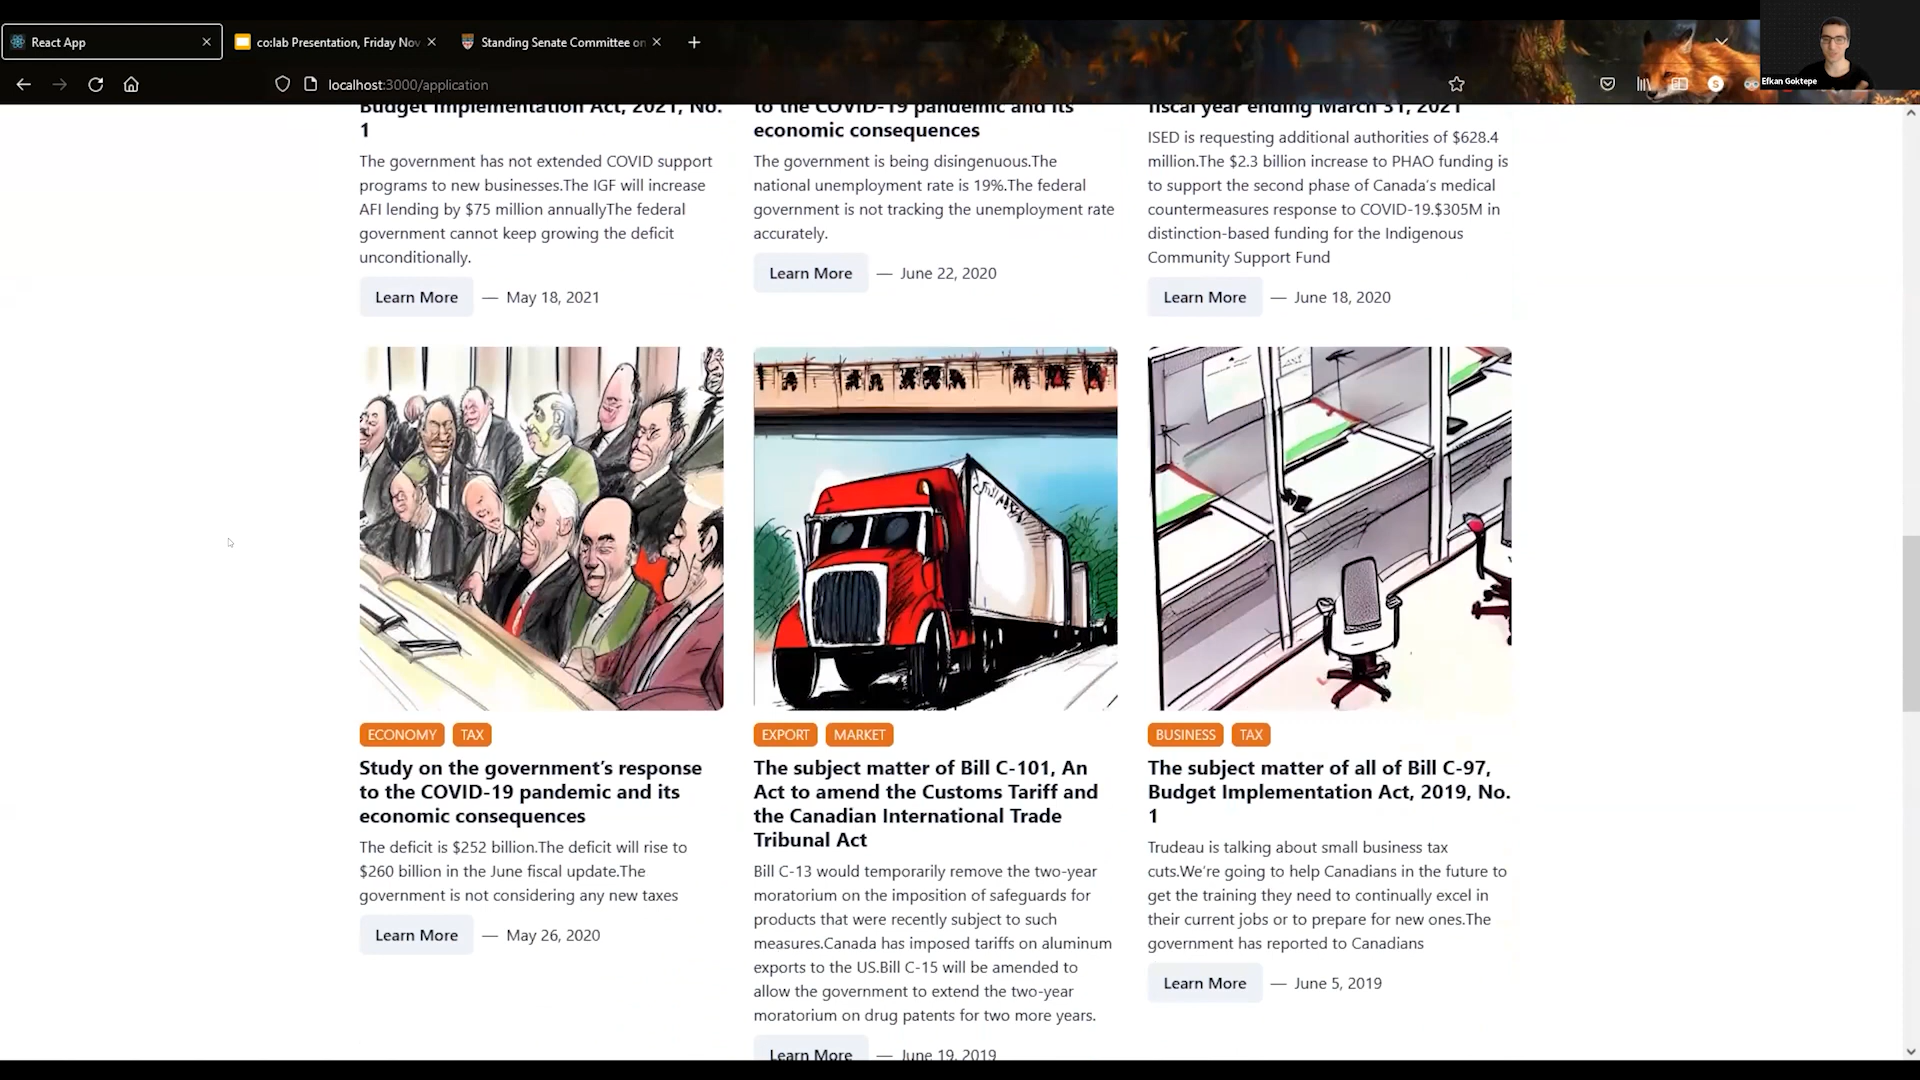 React App
co:lab Presentation, Friday Nov
Standing Senate Committee on
localhost:3000/application
Efkan Goktepe
Budget Implementation Act, 2021, No.
1
The government has not extended COVID support
programs to new businesses.The IGF will increase
AFI lending by $75 million annuallyThe federal
government cannot keep growing the deficit
unconditionally.
Learn More — May 18, 2021
to the COVID-19 pandemic and its
economic consequences
The government is being disingenuous.The
national unemployment rate is 19%.The federal
government is not tracking the unemployment rate
accurately.
Learn More — June 22, 2020
fiscal year ending March 31, 2021
ISED is requesting additional authorities of $628.4
million.The $2.3 billion increase to PHAO funding is
to support the second phase of Canada's medical
countermeasures response to COVID-19.$305M in
distinction-based funding for the Indigenous
Community Support Fund
Learn More — June 18, 2020
ECONOMY TAX
Study on the government's response
to the COVID-19 pandemic and its
economic consequences
The deficit is $252 billion.The deficit will rise to
$260 billion in the June fiscal update.The
government is not considering any new taxes
Learn More — May 26, 2020
EXPORT MARKET
The subject matter of Bill C-101, An
Act to amend the Customs Tariff and
the Canadian International Trade
Tribunal Act
Bill C-13 would temporarily remove the two-year
moratorium on the imposition of safeguards for
products that were recently subject to such
measures.Canada has imposed tariffs on aluminum
exports to the US.Bill C-15 will be amended to
allow the government to extend the two-year
moratorium on drug patents for two more years.
Learn More — June 19, 2019
BUSINESS TAX
The subject matter of all of Bill C-97,
Budget Implementation Act, 2019, No.
1
Trudeau is talking about small business tax
cuts.We're going to help Canadians in the future to
get the training they need to continually excel in
their current jobs or to prepare for new ones.The
government has reported to Canadians
Learn More — June 5, 2019